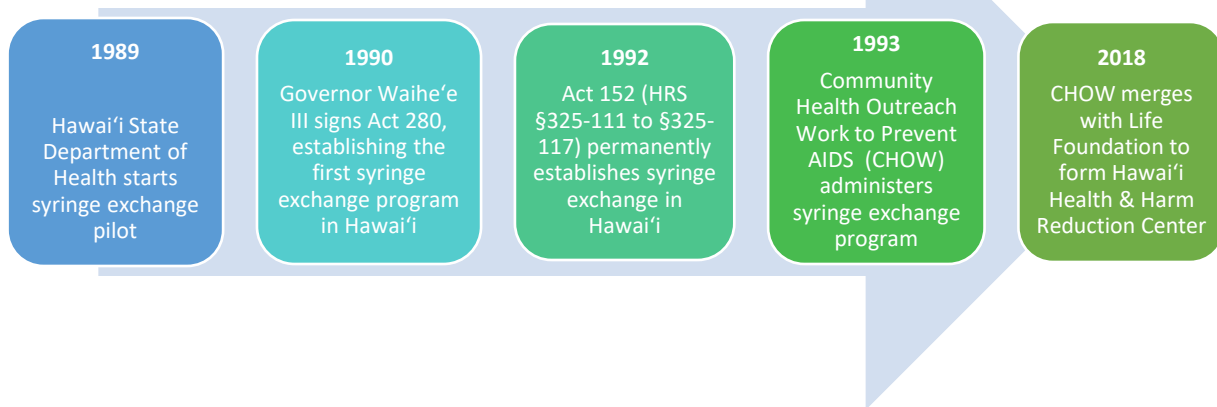 1989
Hawaiʻi State
Department of
Health starts
syringe exchange
pilot
1990
Governor Waiheʻe
III signs Act 280,
establishing the
first syringe
exchange program
in Hawaiʻi
1992
Act 152 (HRS
§325-111 to §325-
117) permanently
establishes syringe
exchange in
Hawaiʻi
1993
Community
Health Outreach
Work to Prevent
AIDS (CHOW)
administers
syringe exchange
program
2018
CHOW merges
with Life
Foundation to
form Hawaiʻi
Health & Harm
Reduction Center